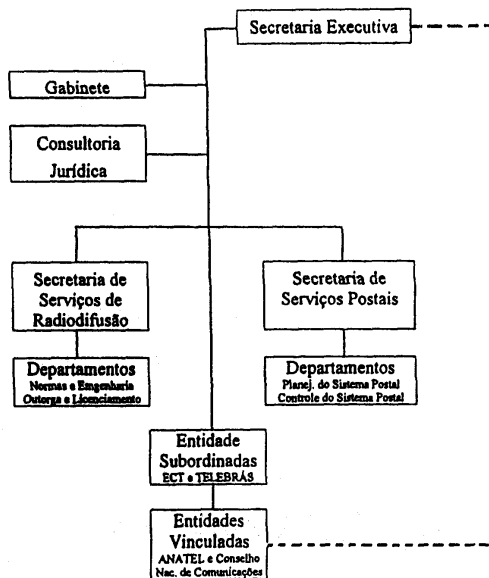 Secretaria Executiva
Gabinete
Consultoria
Jurídica
Secretaria de
Serviços de
Radiodifusão
Secretaria de
Serviços Postais
Departamentos
Normas e Emgenharia
Outorga e Licenciamento
Departamentos
Planej. do Sistema Postal
Controle do Sistema Postal
Entidade
Subordinadas
ECT e TELEBRÁS
Entidades
Vinculadas
ANATEL e Conselho
Nac. de Comunicações